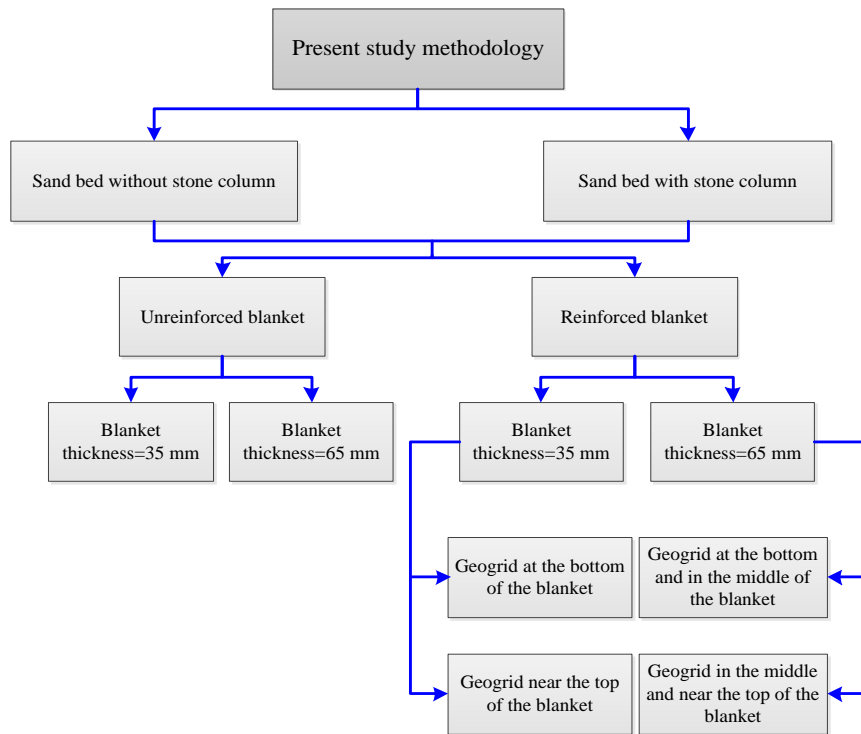 Present study methodology
Sand bed without stone column
Sand bed with stone column
Unreinforced blanket
Reinforced blanket
Blanket
thickness=35 mm
Blanket
thickness=65 mm
Blanket
thickness=35 mm
Blanket
thickness=65 mm
Geogrid at the bottom
of the blanket
Geogrid at the bottom
and in the middle of
the blanket
Geogrid near the top
of the blanket
Geogrid in the middle
and near the top of the
blanket